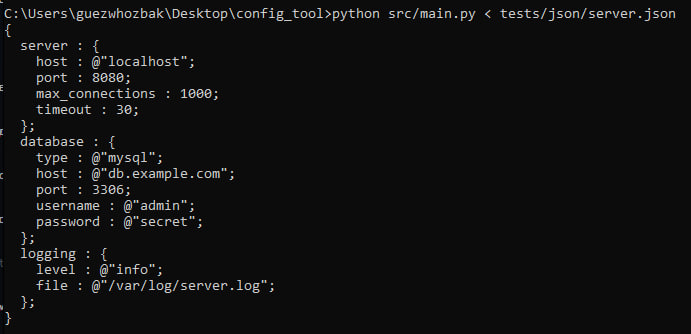 C:\Users\guezwhozbak\Desktop\config_tool>python src/main.py < tests/json/server.json
{
  server : {
    host : @"localhost";
    port : 8080;
    max_connections : 1000;
    timeout : 30;
  };
  database : {
    type : @"mysql";
    host : @"db.example.com";
    port : 3306;
    username : @"admin";
    password : @"secret";
  };
  logging : {
    level : @"info";
    file : @"/var/log/server.log";
  };
}